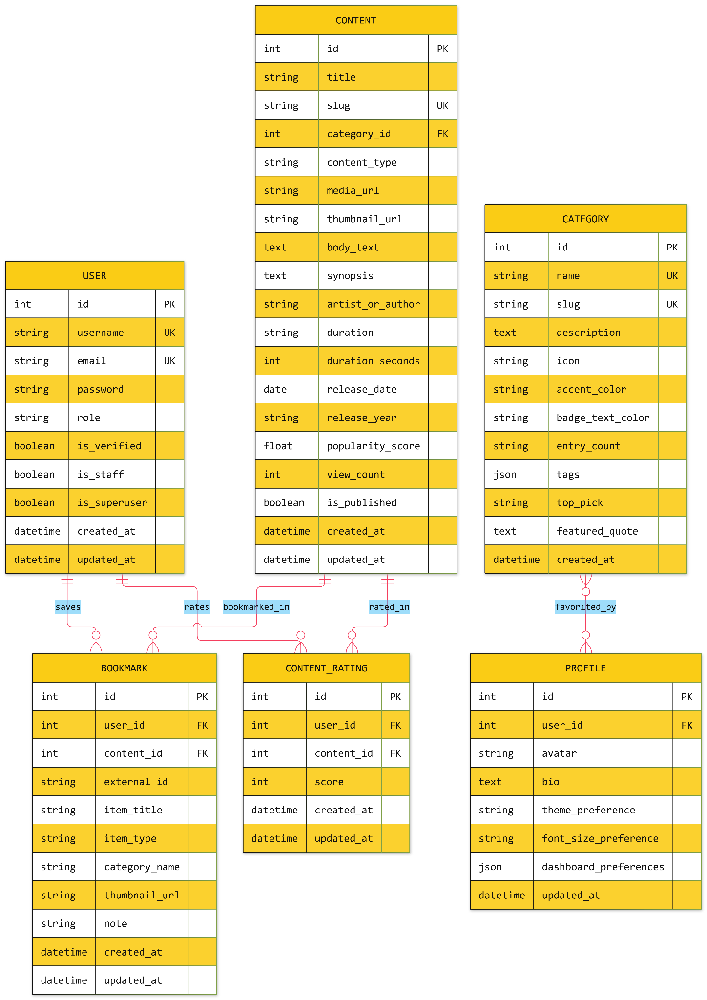 CONTENT
int id PK
string title
string slug UK
int category_id FK
string content_type
string media_url
string thumbnail_url
text body_text
text synopsis
string artist_or_author
string duration
int duration_seconds
date release_date
string release_year
float popularity_score
int view_count
boolean is_published
datetime created_at
datetime updated_at
CATEGORY
int id PK
string name UK
string slug UK
text description
string icon
string accent_color
string badge_text_color
string entry_count
json tags
string top_pick
text featured_quote
datetime created_at
USER
int id PK
string username UK
string email UK
string password
string role
boolean is_verified
boolean is_staff
boolean is_superuser
datetime created_at
datetime updated_at
saves
rates
bookmarked_in
rated_in
favorited_by
BOOKMARK
int id PK
int user_id FK
int content_id FK
string external_id
string item_title
string item_type
string category_name
string thumbnail_url
string note
datetime created_at
datetime updated_at
CONTENT_RATING
int id PK
int user_id FK
int content_id FK
int score
datetime created_at
datetime updated_at
PROFILE
int id PK
int user_id FK
string avatar
text bio
string theme_preference
string font_size_preference
json dashboard_preferences
datetime updated_at